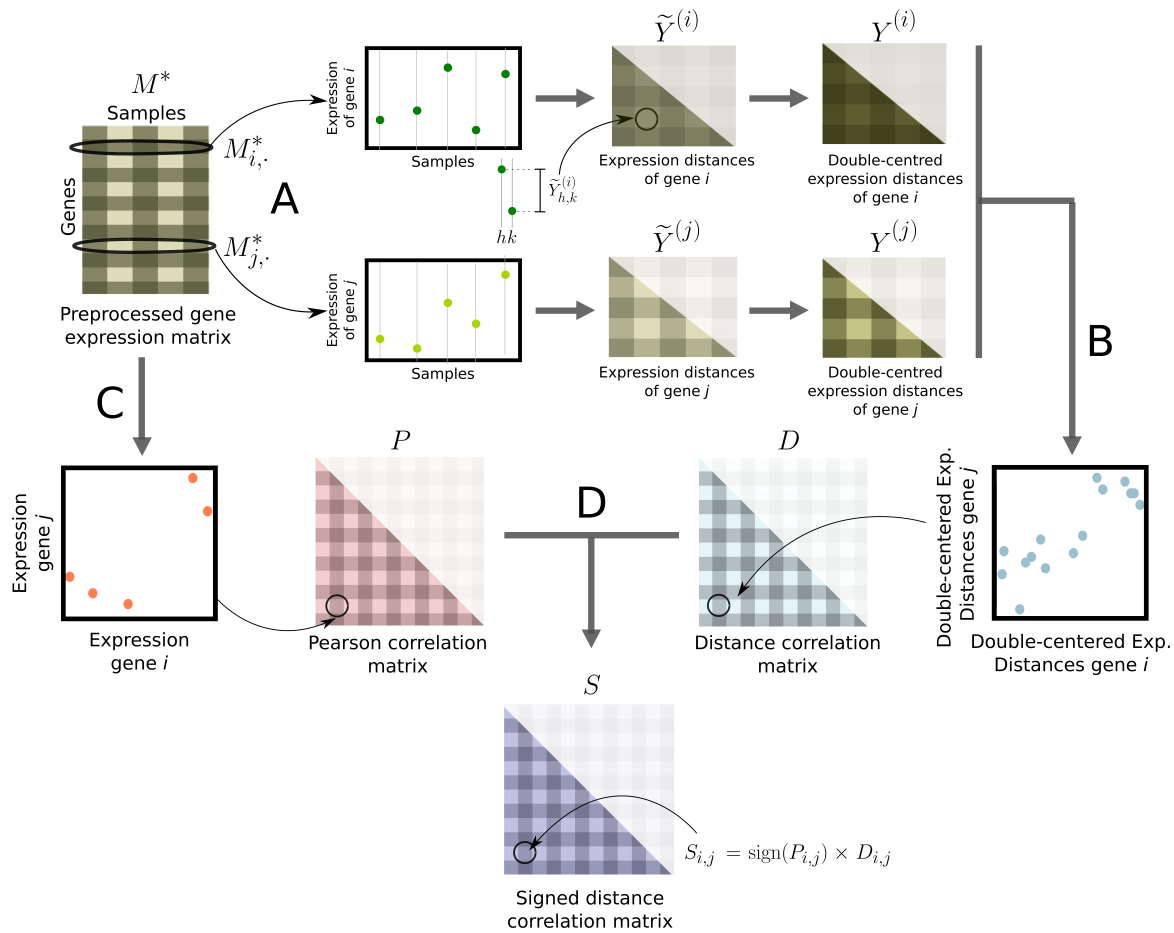 M*
Samples
Genes
M*i,·
M*j,·
Preprocessed gene
expression matrix
A
Expression
of gene i
Samples
Ỹ(i)
Expression distances
of gene i
Y(i)
Double-centred
expression distances
of gene i
Ỹ(i)h,k
hk
Expression
of gene j
Samples
Ỹ(j)
Expression distances
of gene j
Y(j)
Double-centred
expression distances
of gene j
B
C
Expression
gene j
Expression
gene i
P
Pearson correlation
matrix
D
D
Distance correlation
matrix
Double-centered Exp.
Distances gene j
Double-centered Exp.
Distances gene i
S
Si,j = sign(Pi,j) × Di,j
Signed distance
correlation matrix